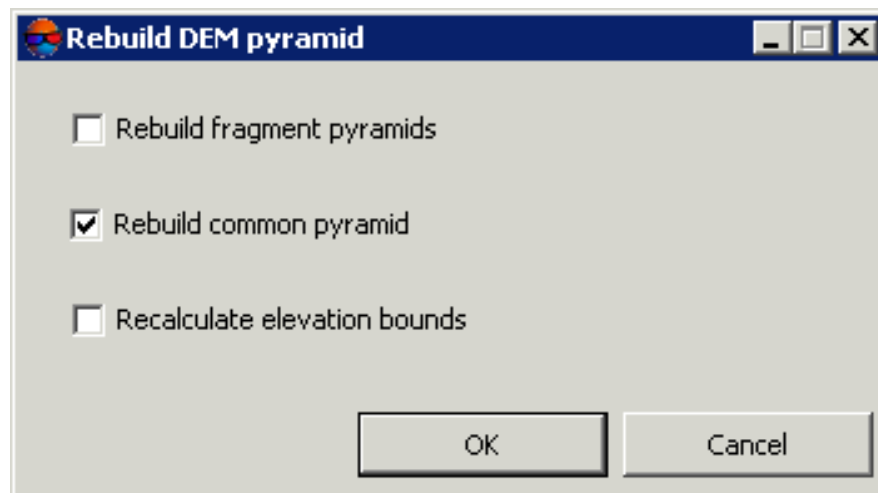 Rebuild DEM pyramid
Rebuild fragment pyramids
Rebuild common pyramid
Recalculate elevation bounds
OK Cancel